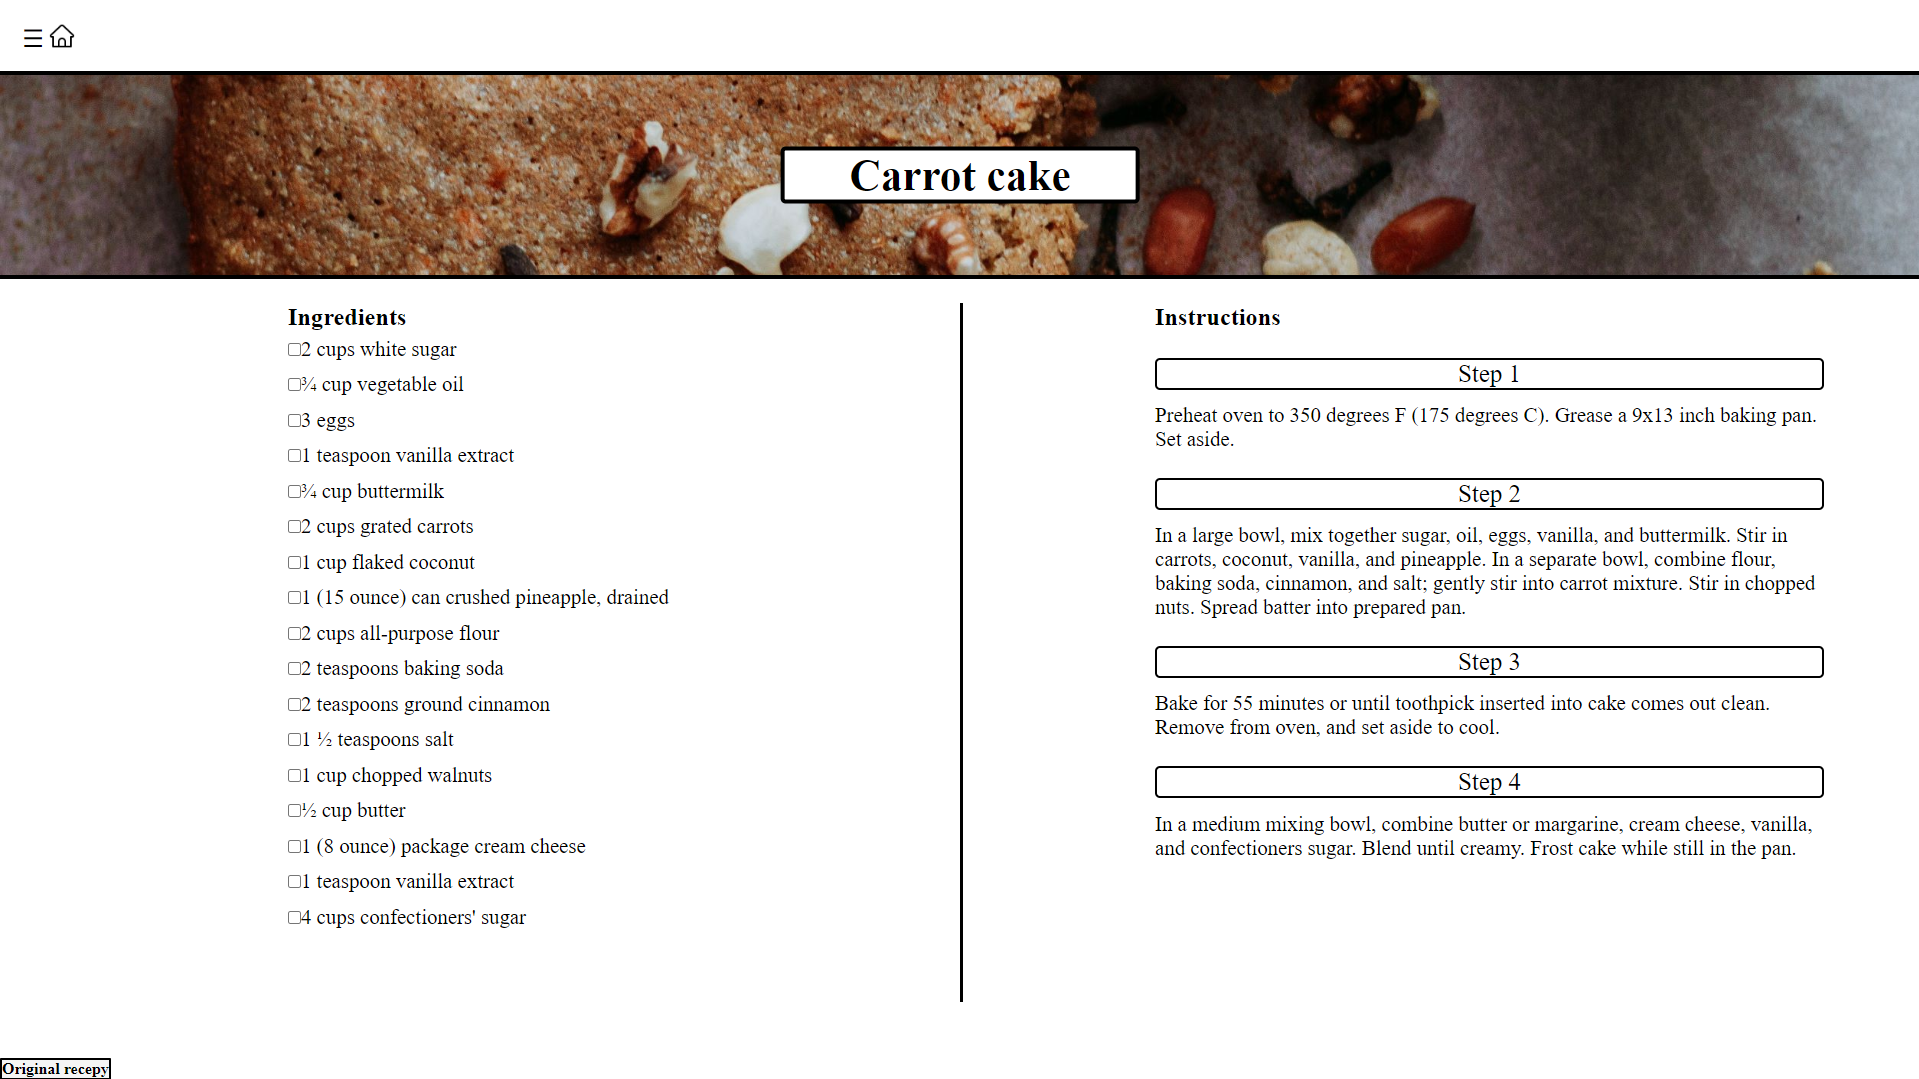 Carrot cake
Ingredients
2 cups white sugar
¾ cup vegetable oil
3 eggs
1 teaspoon vanilla extract
¾ cup buttermilk
2 cups grated carrots
1 cup flaked coconut
1 (15 ounce) can crushed pineapple, drained
2 cups all-purpose flour
2 teaspoons baking soda
2 teaspoons ground cinnamon
1 ½ teaspoons salt
1 cup chopped walnuts
½ cup butter
1 (8 ounce) package cream cheese
1 teaspoon vanilla extract
4 cups confectioners' sugar
Instructions
Step 1
Preheat oven to 350 degrees F (175 degrees C). Grease a 9x13 inch baking pan.
Set aside.
Step 2
In a large bowl, mix together sugar, oil, eggs, vanilla, and buttermilk. Stir in
carrots, coconut, vanilla, and pineapple. In a separate bowl, combine flour,
baking soda, cinnamon, and salt; gently stir into carrot mixture. Stir in chopped
nuts. Spread batter into prepared pan.
Step 3
Bake for 55 minutes or until toothpick inserted into cake comes out clean.
Remove from oven, and set aside to cool.
Step 4
In a medium mixing bowl, combine butter or margarine, cream cheese, vanilla,
and confectioners sugar. Blend until creamy. Frost cake while still in the pan.
Original recepy